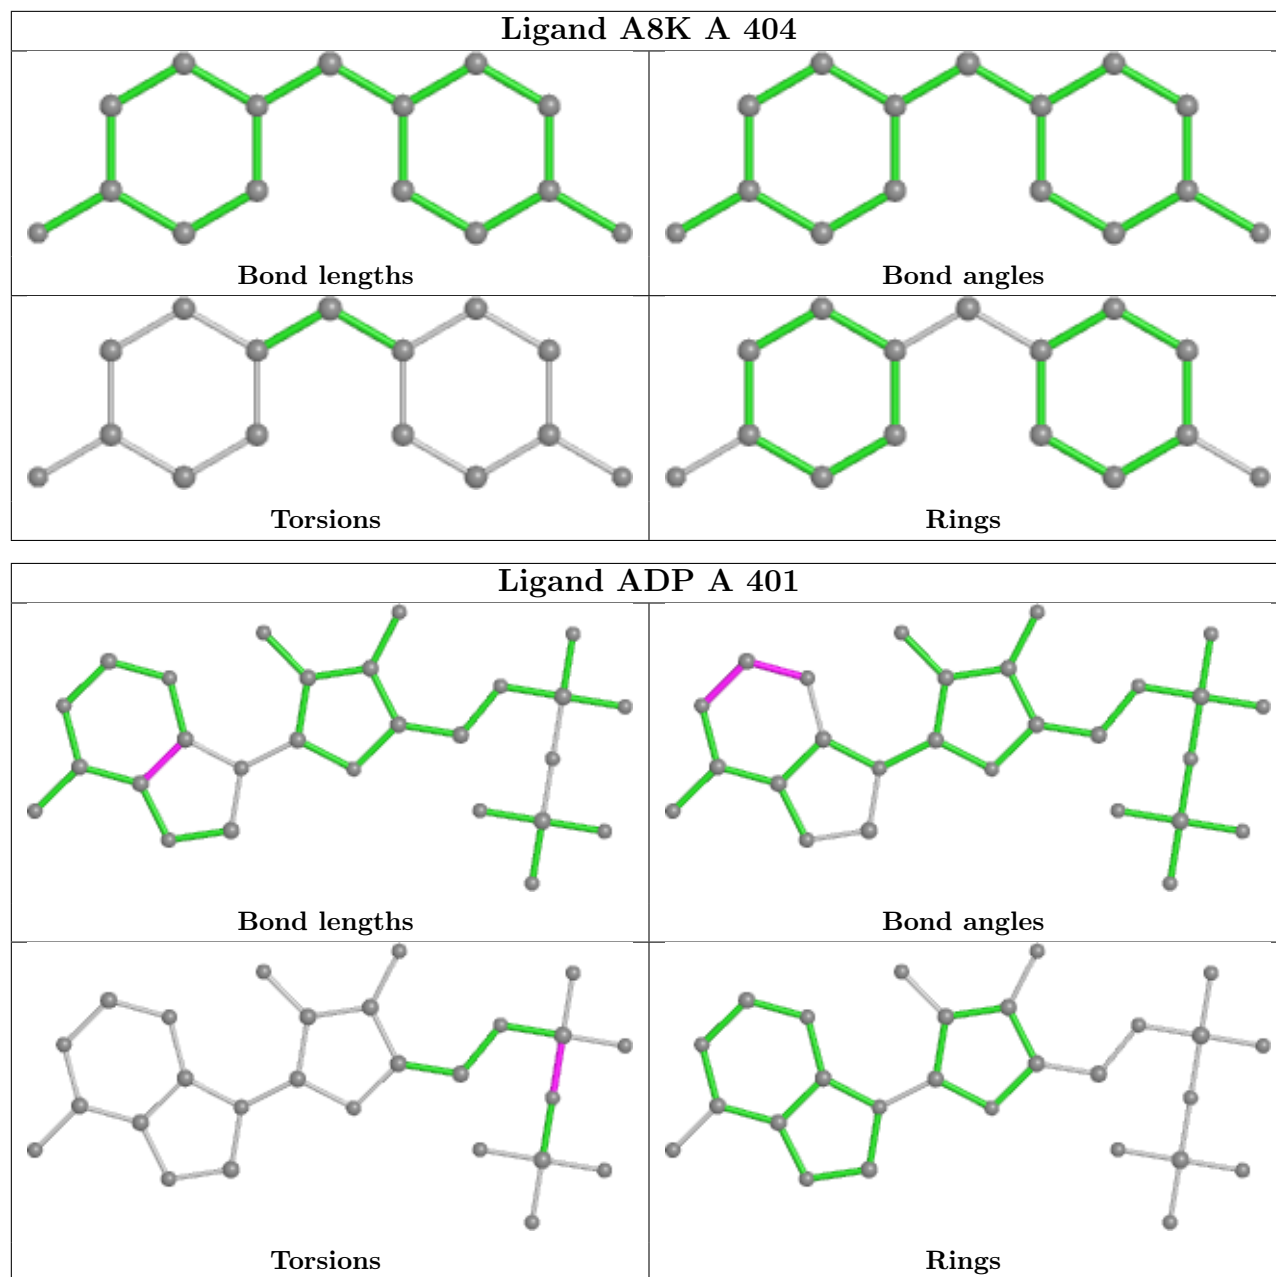 Ligand A8K A 404
Bond lengths
Bond angles
Torsions
Rings
Ligand ADP A 401
Bond lengths
Bond angles
Torsions
Rings